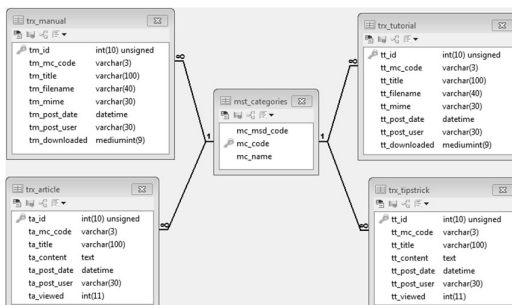 trx_manual
tm_id int(10) unsigned
tm_mc_code varchar(3)
tm_title varchar(100)
tm_filename varchar(40)
tm_mime varchar(30)
tm_post_date datetime
tm_post_user varchar(30)
tm_downloaded mediumint(9)
trx_tutorial
tt_id int(10) unsigned
tt_mc_code varchar(3)
tt_title varchar(100)
tt_filename varchar(40)
tt_mime varchar(30)
tt_post_date datetime
tt_post_user varchar(30)
tt_downloaded mediumint(9)
∞
∞
mst_categories
mc_msd_code
mc_code
mc_name
1
1
trx_article
ta_id int(10) unsigned
ta_mc_code varchar(3)
ta_title varchar(100)
ta_content text
ta_post_date datetime
ta_post_user varchar(30)
ta_viewed int(11)
∞
∞
trx_tipstrick
tt_id int(10) unsigned
tt_mc_code varchar(3)
tt_title varchar(100)
tt_content text
tt_post_date datetime
tt_post_user varchar(30)
tt_viewed int(11)